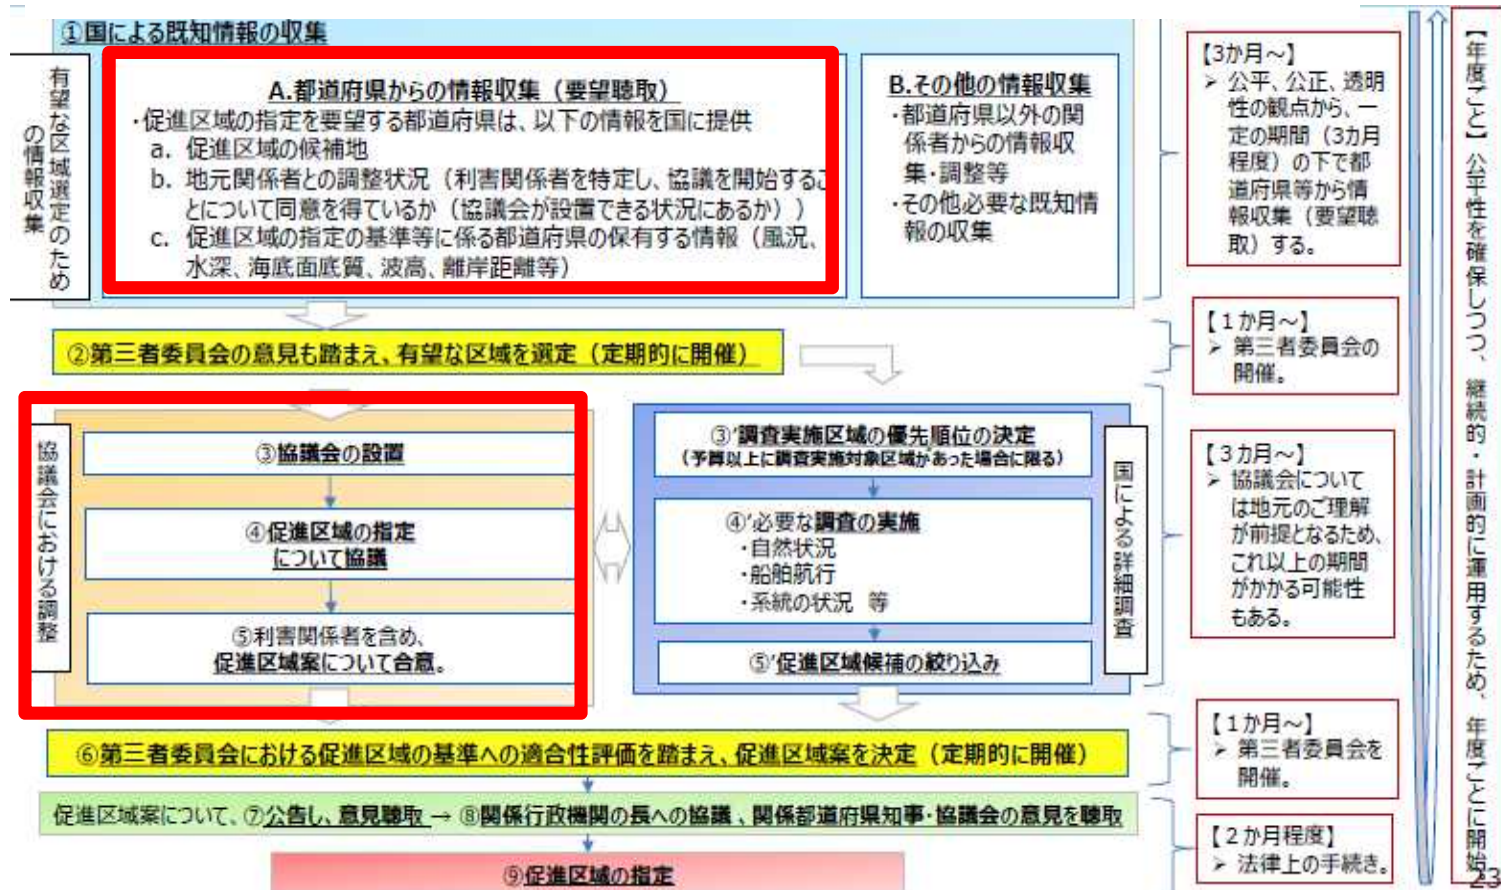 ①国による既知情報の収集
有望な区域選定のため
の情報収集
A.都道府県からの情報収集（要望聴取）
・促進区域の指定を要望する都道府県は、以下の情報を国に提供
a. 促進区域の候補地
b. 地元関係者との調整状況（利害関係者を特定し、協議を開始するこ
とについて同意を得ているか（協議会が設置できる状況にあるか））
c. 促進区域の指定の基準等に係る都道府県の保有する情報（風況、
水深、海底面底質、波高、離岸距離等）
B.その他の情報収集
・都道府県以外の関
係者からの情報収
集・調整等
・その他必要な既知情
報の収集
【3か月～】
➢ 公平、公正、透明
性の観点から、一
定の期間（3カ月
程度）の下で都
道府県等から情
報収集（要望聴
取）する。
②第三者委員会の意見も踏まえ、有望な区域を選定（定期的に開催）
【１か月～】
➢ 第三者委員会の
開催。
協議会における調整
③協議会の設置
④促進区域の指定
について協議
⑤利害関係者を含め、
促進区域案について合意。
③’調査実施区域の優先順位の決定
（予算以上に調査実施対象区域があった場合に限る）
④’必要な調査の実施
・自然状況
・船舶航行
・系統の状況 等
⑤’促進区域候補の絞り込み
国による詳細調査
【３カ月～】
➢ 協議会について
は地元のご理解
が前提となるため、
これ以上の期間
がかかる可能性
もある。
⑥第三者委員会における促進区域の基準への適合性評価を踏まえ、促進区域案を決定（定期的に開催）
【１か月～】
➢ 第三者委員会を
開催。
促進区域案について、⑦公告し、意見聴取 → ⑧関係行政機関の長への協議 、関係都道府県知事・協議会の意見を聴取
【２か月程度】
➢ 法律上の手続き。
⑨促進区域の指定
【年度ごと】公平性を確保しつつ、継続的・計画的に運用するため、年度ごとに開始。
23